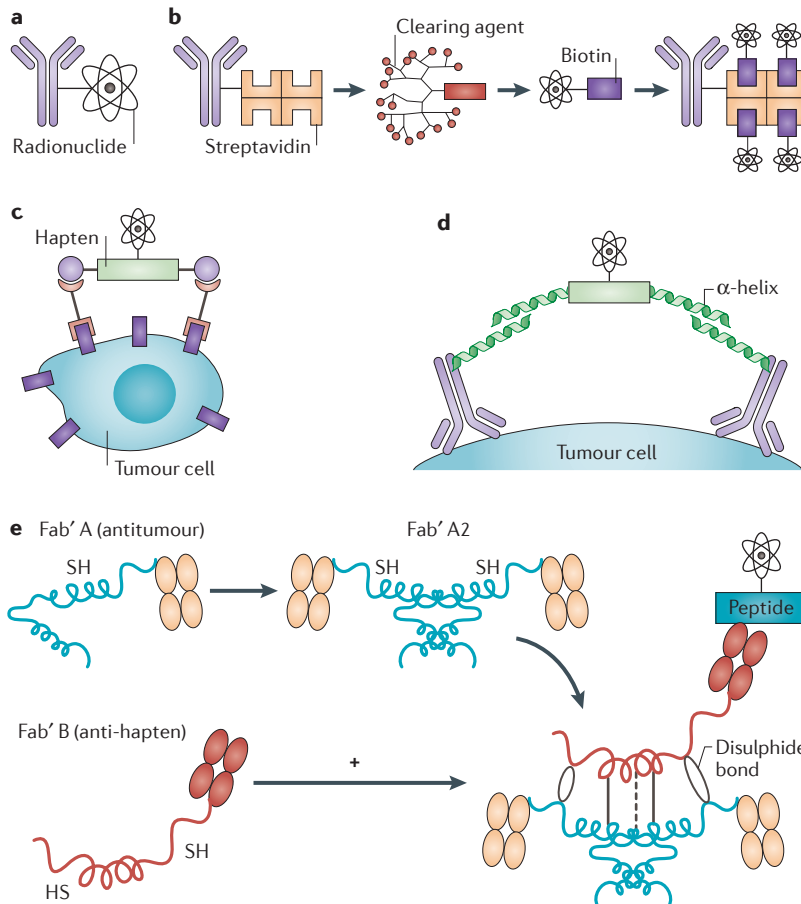 a
b
Clearing agent
Biotin
Radionuclide
Streptavidin
c
Hapten
Tumour cell
d
α-helix
Tumour cell
e
Fab′ A (antitumour)
SH
Fab′ A2
SH
SH
Peptide
Fab′ B (anti-hapten)
+
Disulphide
bond
SH
HS